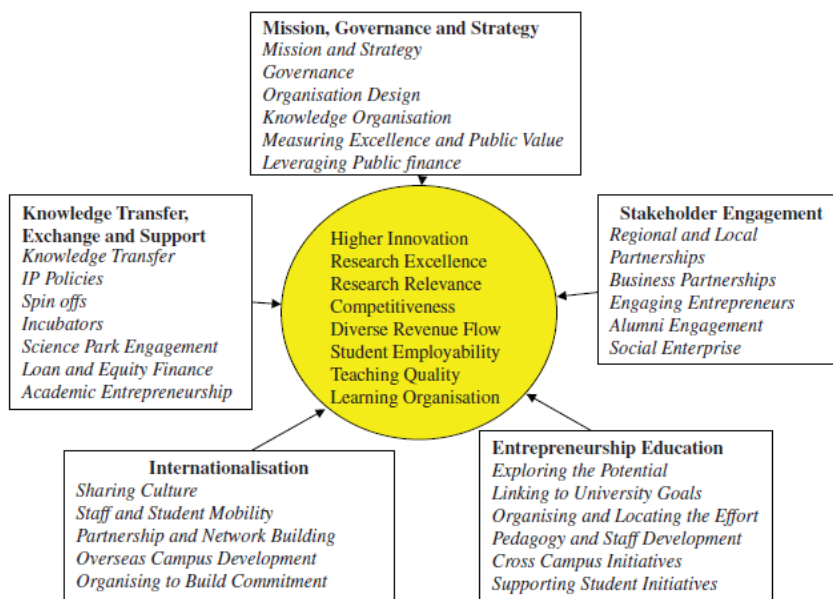 Mission, Governance and Strategy
Mission and Strategy
Governance
Organisation Design
Knowledge Organisation
Measuring Excellence and Public Value
Leveraging Public finance
Knowledge Transfer,
Exchange and Support
Knowledge Transfer
IP Policies
Spin offs
Incubators
Science Park Engagement
Loan and Equity Finance
Academic Entrepreneurship
Higher Innovation
Research Excellence
Research Relevance
Competitiveness
Diverse Revenue Flow
Student Employability
Teaching Quality
Learning Organisation
Stakeholder Engagement
Regional and Local
Partnerships
Business Partnerships
Engaging Entrepreneurs
Alumni Engagement
Social Enterprise
Internationalisation
Sharing Culture
Staff and Student Mobility
Partnership and Network Building
Overseas Campus Development
Organising to Build Commitment
Entrepreneurship Education
Exploring the Potential
Linking to University Goals
Organising and Locating the Effort
Pedagogy and Staff Development
Cross Campus Initiatives
Supporting Student Initiatives